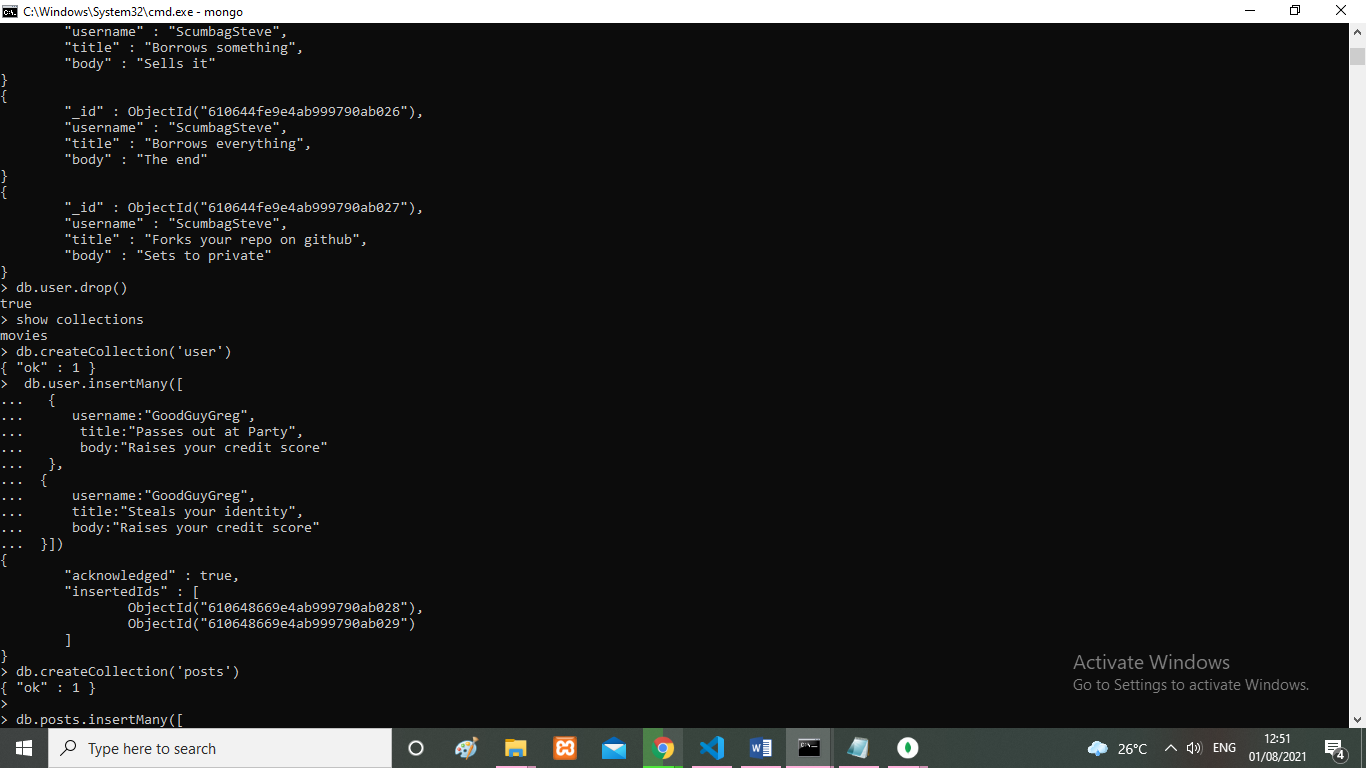 C:\Windows\System32\cmd.exe - mongo
"username" : "ScumbagSteve",
"title" : "Borrows something",
"body" : "Sells it"
}
{
"_id" : ObjectId("610644fe9e4ab999790ab026"),
"username" : "ScumbagSteve",
"title" : "Borrows everything",
"body" : "The end"
}
{
"_id" : ObjectId("610644fe9e4ab999790ab027"),
"username" : "ScumbagSteve",
"title" : "Forks your repo on github",
"body" : "Sets to private"
}
> db.user.drop()
true
> show collections
movies
> db.createCollection('user')
{ "ok" : 1 }
>  db.user.insertMany([
...   {
...      username:"GoodGuyGreg",
...       title:"Passes out at Party",
...       body:"Raises your credit score"
...   },
...  {
...      username:"GoodGuyGreg",
...      title:"Steals your identity",
...      body:"Raises your credit score"
...  }])
{
"acknowledged" : true,
"insertedIds" : [
ObjectId("610648669e4ab999790ab028"),
ObjectId("610648669e4ab999790ab029")
]
}
> db.createCollection('posts')
{ "ok" : 1 }
>
> db.posts.insertMany([
Activate Windows
Go to Settings to activate Windows.
Type here to search
26°C
ENG
12:51
01/08/2021
4